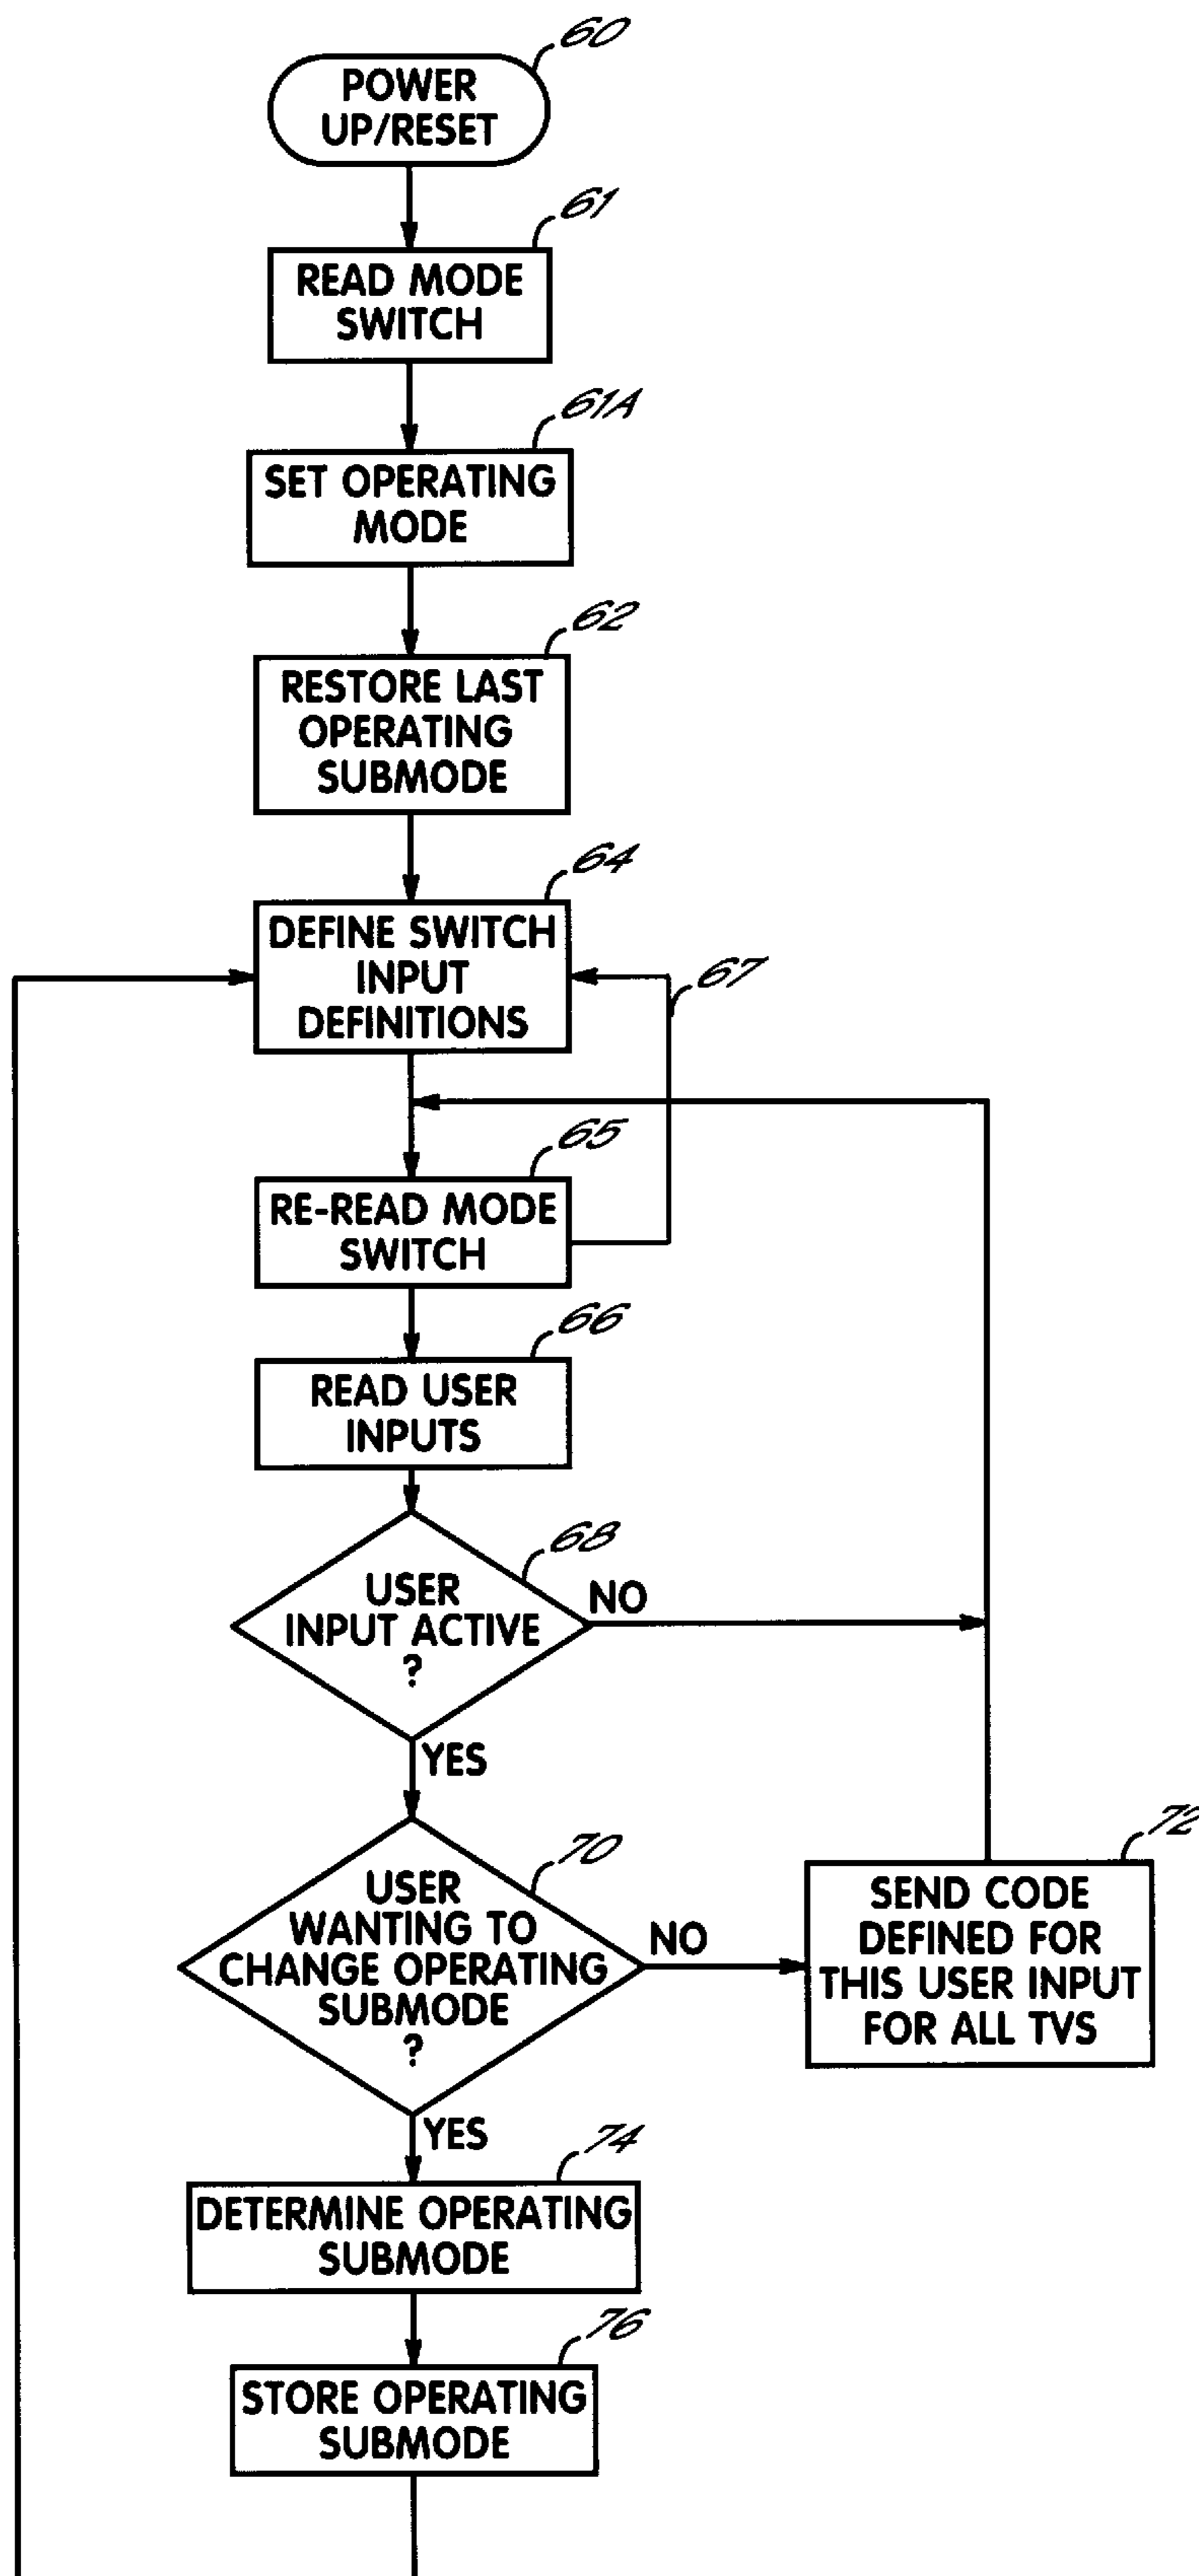 60
POWER
UP/RESET
61
READ MODE
SWITCH
61A
SET OPERATING
MODE
62
RESTORE LAST
OPERATING
SUBMODE
64
DEFINE SWITCH
INPUT
DEFINITIONS
67
65
RE-READ MODE
SWITCH
66
READ USER
INPUTS
68
USER
INPUT ACTIVE
?
NO
YES
70
USER
WANTING TO
CHANGE OPERATING
SUBMODE
?
NO
72
SEND CODE
DEFINED FOR
THIS USER INPUT
FOR ALL TVS
YES
74
DETERMINE OPERATING
SUBMODE
76
STORE OPERATING
SUBMODE